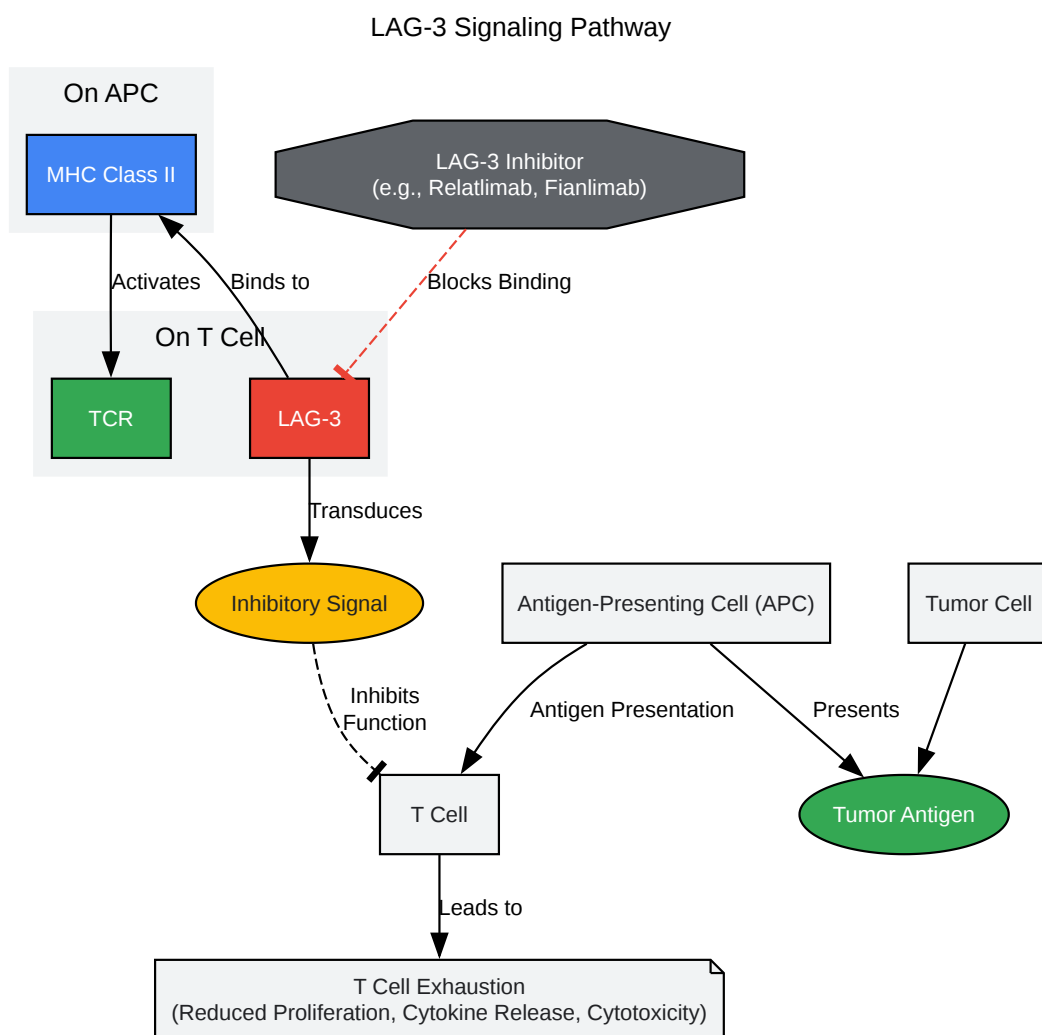 LAG-3 Signaling Pathway
On APC
MHC Class II
LAG-3 Inhibitor
(e.g., Relatlimab, Fianlimab)
Activates
Binds to
Blocks Binding
On T Cell
TCR
LAG-3
Transduces
Inhibitory Signal
Antigen-Presenting Cell (APC)
Tumor Cell
Inhibits
Function
Antigen Presentation
Presents
T Cell
Tumor Antigen
Leads to
T Cell Exhaustion
(Reduced Proliferation, Cytokine Release, Cytotoxicity)